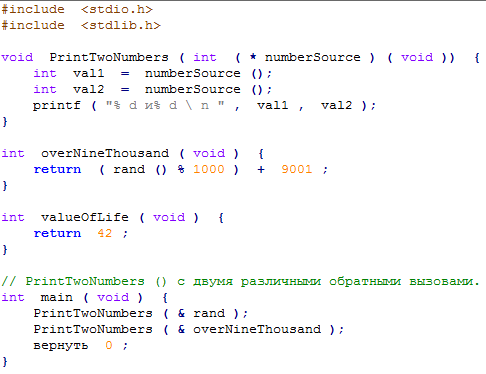 #include <stdio.h>
#include <stdlib.h>
void PrintTwoNumbers ( int ( * numberSource ) ( void )) {
int val1 = numberSource ();
int val2 = numberSource ();
printf ( "% d и% d \ n " , val1 , val2 );
}
int overNineThousand ( void ) {
return ( rand () % 1000 ) + 9001 ;
}
int valueOfLife ( void ) {
return 42 ;
}
// PrintTwoNumbers () с двумя различными обратными вызовами.
int main ( void ) {
PrintTwoNumbers ( & rand );
PrintTwoNumbers ( & overNineThousand );
вернуть 0 ;
}